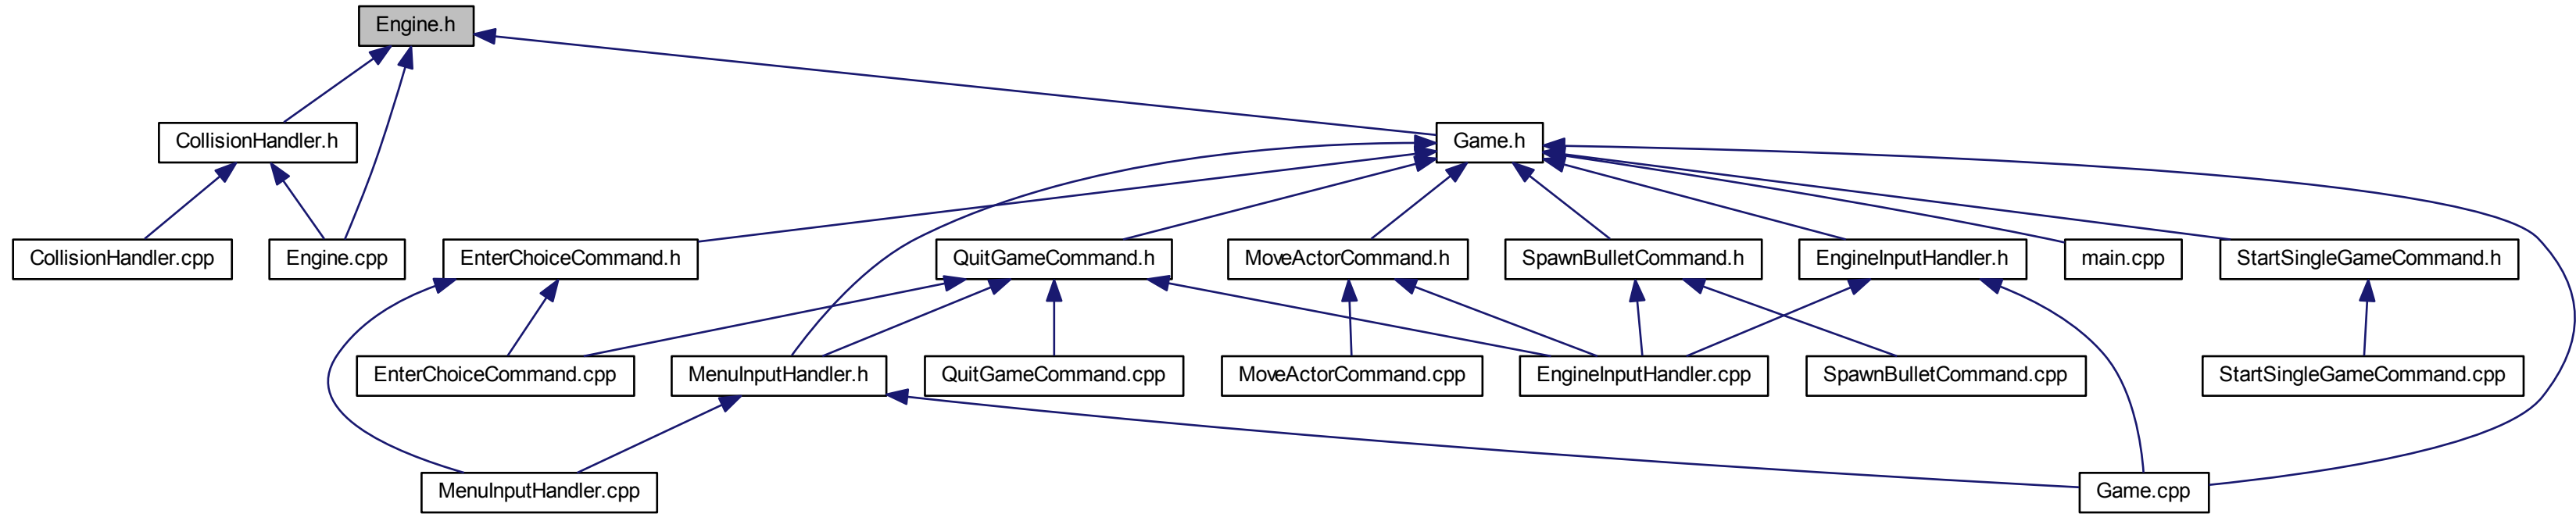 Engine.h
CollisionHandler.h
Game.h
CollisionHandler.cpp
Engine.cpp
EnterChoiceCommand.h
QuitGameCommand.h
MoveActorCommand.h
SpawnBulletCommand.h
EngineInputHandler.h
main.cpp
StartSingleGameCommand.h
EnterChoiceCommand.cpp
MenuInputHandler.h
QuitGameCommand.cpp
MoveActorCommand.cpp
EngineInputHandler.cpp
SpawnBulletCommand.cpp
StartSingleGameCommand.cpp
MenuInputHandler.cpp
Game.cpp